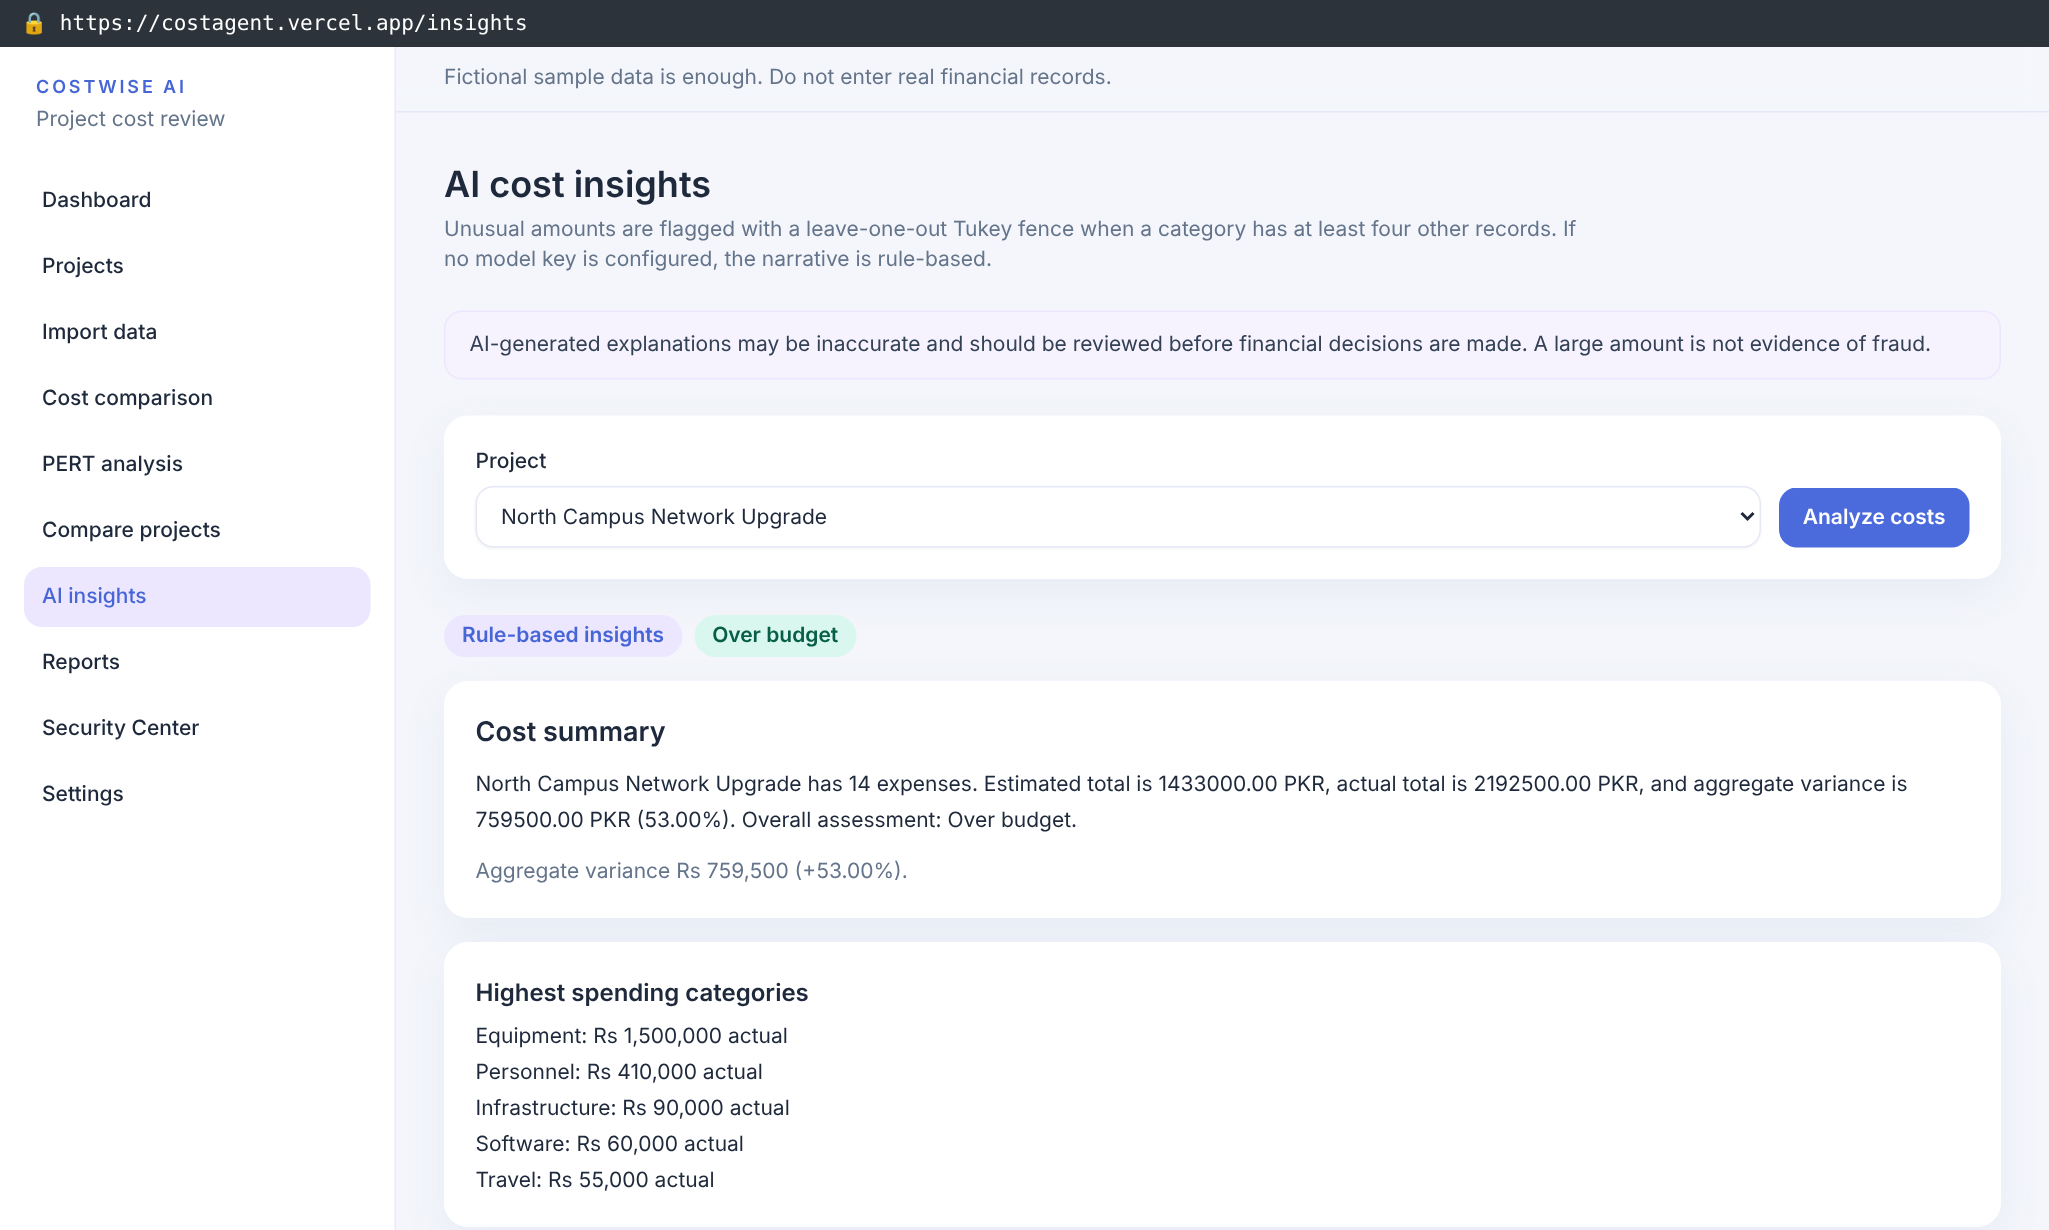 https://costagent.vercel.app/insights
COSTWISE AI
Project cost review
Dashboard
Projects
Import data
Cost comparison
PERT analysis
Compare projects
AI insights
Reports
Security Center
Settings
Fictional sample data is enough. Do not enter real financial records.
AI cost insights
Unusual amounts are flagged with a leave-one-out Tukey fence when a category has at least four other records. If
no model key is configured, the narrative is rule-based.
AI-generated explanations may be inaccurate and should be reviewed before financial decisions are made. A large amount is not evidence of fraud.
Project
North Campus Network Upgrade
Analyze costs
Rule-based insights
Over budget
Cost summary
North Campus Network Upgrade has 14 expenses. Estimated total is 1433000.00 PKR, actual total is 2192500.00 PKR, and aggregate variance is
759500.00 PKR (53.00%). Overall assessment: Over budget.
Aggregate variance Rs 759,500 (+53.00%).
Highest spending categories
Equipment: Rs 1,500,000 actual
Personnel: Rs 410,000 actual
Infrastructure: Rs 90,000 actual
Software: Rs 60,000 actual
Travel: Rs 55,000 actual